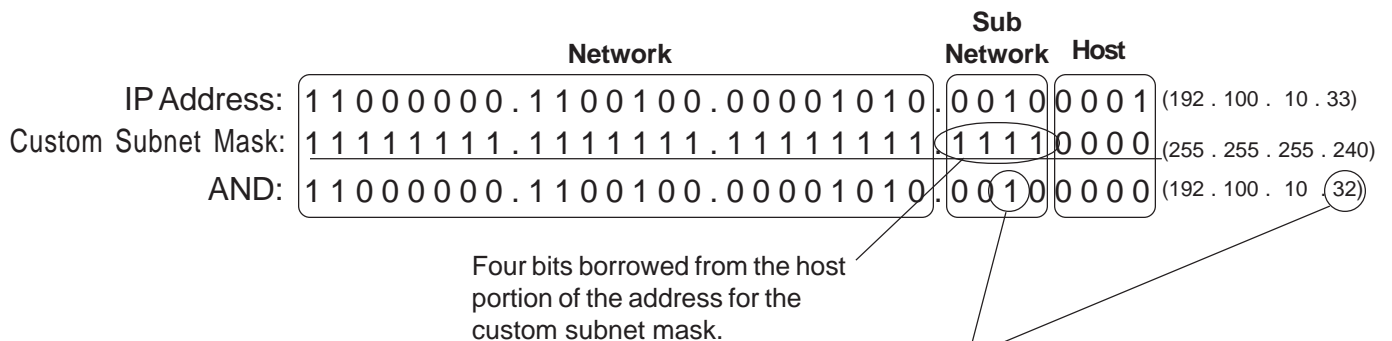 Sub
Network Network Host
IP Address: 11000000.1100100.00001010.00100001 (192 . 100 . 10 . 33)
Custom Subnet Mask: 11111111.1111111.11111111.11110000 (255 . 255 . 255 . 240)
AND: 11000000.1100100.00001010.00100000 (192 . 100 . 10 . 32)
Four bits borrowed from the host
portion of the address for the
custom subnet mask.